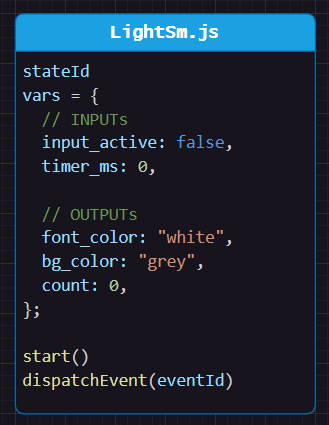 LightSm.js
stateId
vars = {
  // INPUTs
  input_active: false,
  timer_ms: 0,

  // OUTPUTs
  font_color: "white",
  bg_color: "grey",
  count: 0,
};

start()
dispatchEvent(eventId)